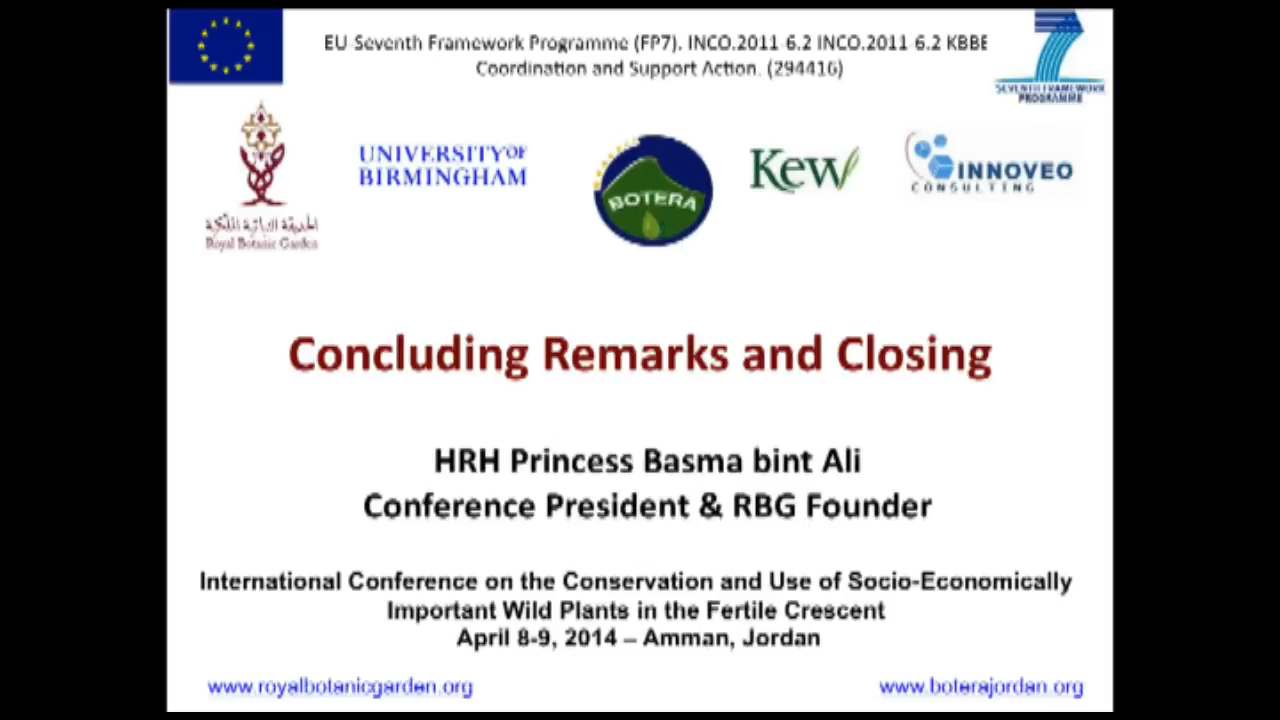 EU-Seventh Framework Programme (FP7). INCO.2011-6.2 INCO.2011-6.2 KBBE
Coordination and Support Action. (294416)
SEVENTH FRAMEWORK
PROGRAMME
UNIVERSITY OF
BIRMINGHAM
BOTERA
Kew
INNOVEO
CONSULTING
الحديقة النباتية الملكية
Royal Botanic Garden
Concluding Remarks and Closing
HRH Princess Basma bint Ali
Conference President & RBG Founder
International Conference on the Conservation and Use of Socio-Economically
Important Wild Plants in the Fertile Crescent
April 8-9, 2014 – Amman, Jordan
www.royalbotanicgarden.org
www.boterajordan.org